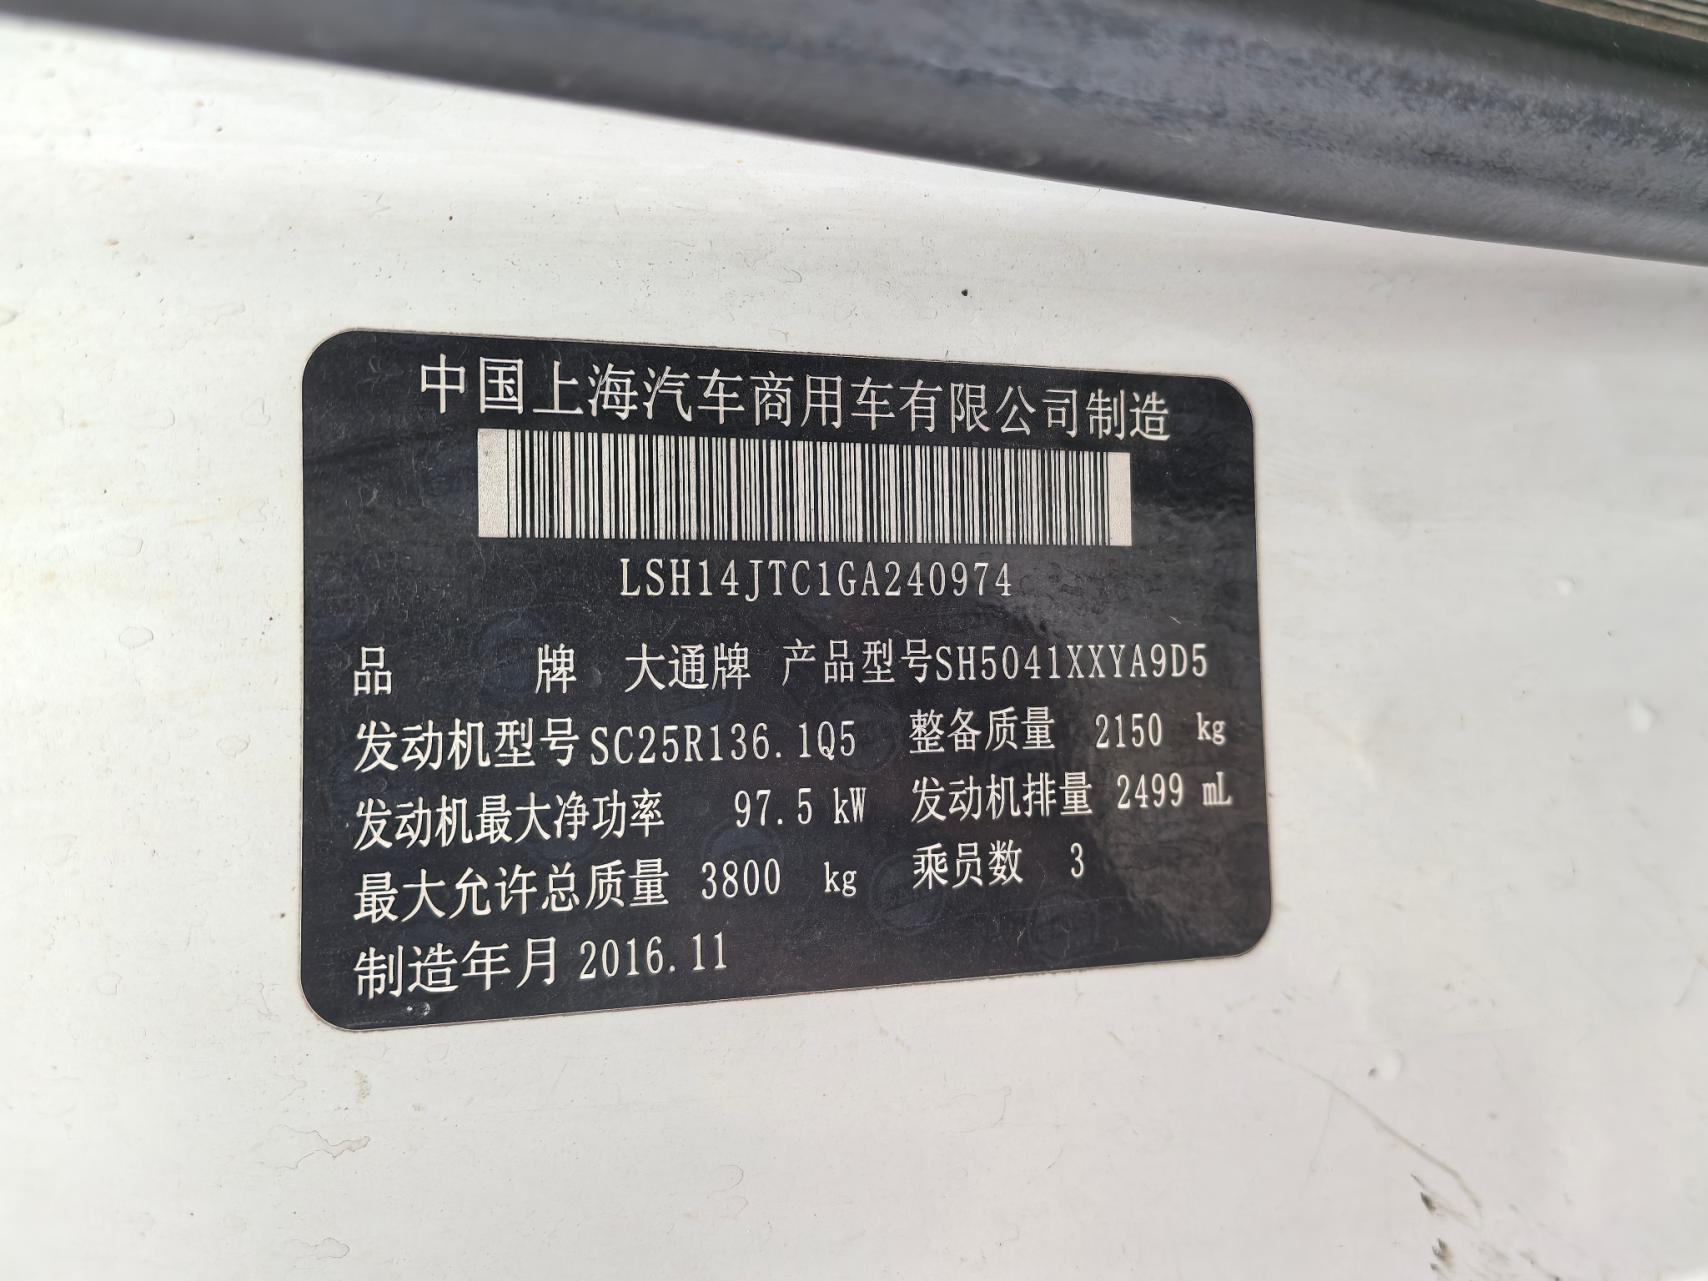 中国上海汽车商用车有限公司制造
LSH14JTC1GA240974
品 牌 大通牌 产品型号SH5041XXYA9D5
发动机型号SC25R136.1Q5 整备质量 2150 kg
发动机最大净功率 97.5 kW 发动机排量 2499 mL
最大允许总质量 3800 kg 乘员数 3
制造年月 2016.11